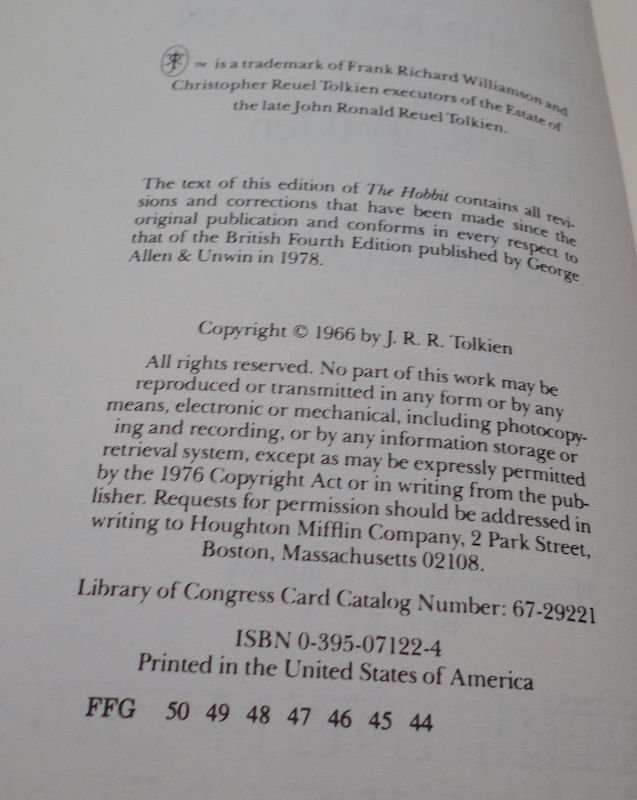 TM is a trademark of Frank Richard Williamson and
Christopher Reuel Tolkien executors of the Estate of
the late John Ronald Reuel Tolkien.
The text of this edition of The Hobbit contains all revi-
sions and corrections that have been made since the
original publication and conforms in every respect to
that of the British Fourth Edition published by George
Allen & Unwin in 1978.
Copyright © 1966 by J. R. R. Tolkien
All rights reserved. No part of this work may be
reproduced or transmitted in any form or by any
means, electronic or mechanical, including photocopy-
ing and recording, or by any information storage or
retrieval system, except as may be expressly permitted
by the 1976 Copyright Act or in writing from the pub-
lisher. Requests for permission should be addressed in
writing to Houghton Mifflin Company, 2 Park Street,
Boston, Massachusetts 02108.
Library of Congress Card Catalog Number: 67-29221
ISBN 0-395-07122-4
Printed in the United States of America
FFG 50 49 48 47 46 45 44